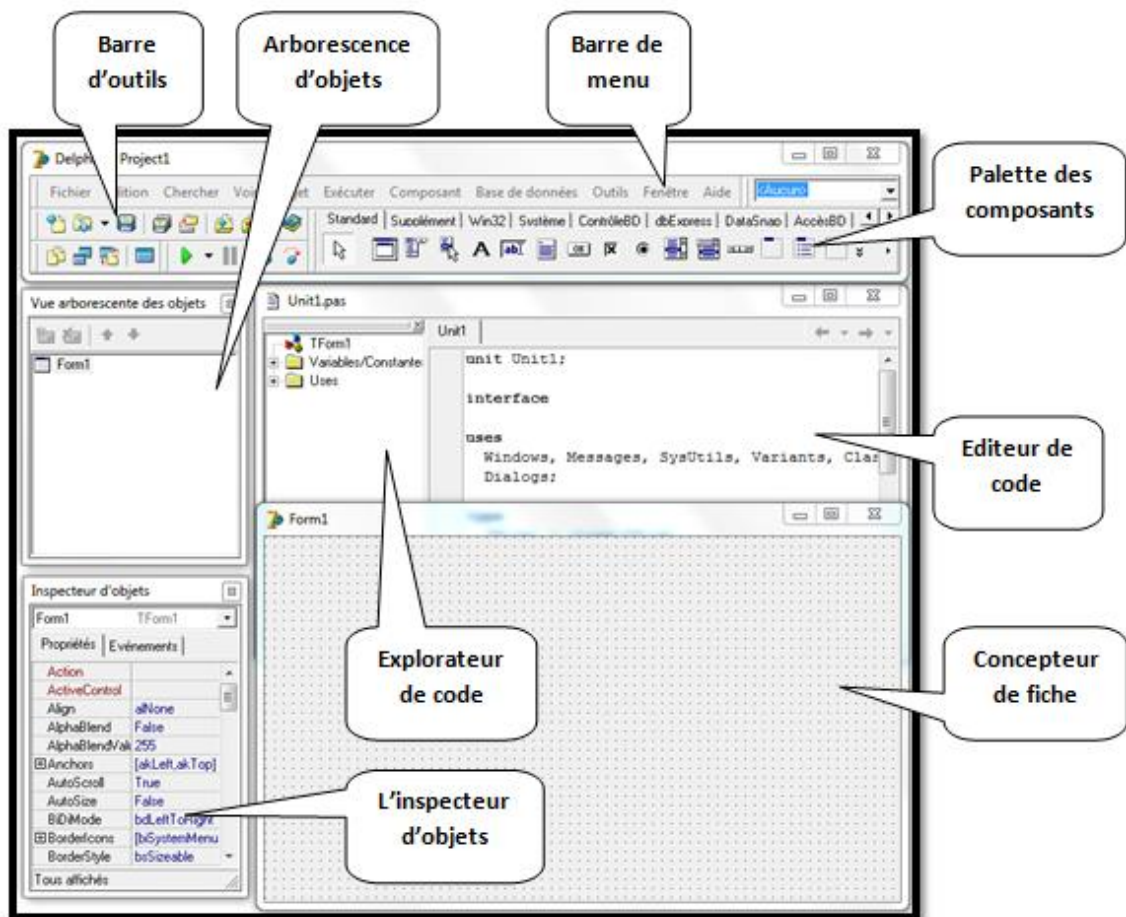 Barre
d'outils
Arborescence
d'objets
Barre de
menu
Palette des
composants
Project1
Fichier Chercher Exécuter Composant Base de données Outils Fenêtre Aide <Aucun>
Standard Supplément Win32 Système ContrôleBD dbExpress DataSnap AccèsBD
Vue arborescente des objets
Form1
Unit1.pas
TForm1
Uses
Unit1
unit Unit1;
interface
uses
Windows, Messages, SysUtils, Variants,
Dialogs;
Editeur de
code
Form1
Inspecteur d'objets
Form1 TForm1
Propriétés Evénements
Action
ActiveControl
Align alNone
AlphaBlend False
255
Anchors [akLeft,akTop]
AutoScroll True
AutoSize False
BiDiMode bdLeftToRight
BorderIcons [biSystemMenu
BorderStyle bsSizeable
Tous affichés
Explorateur
de code
Concepteur
de fiche
L'inspecteur
d'objets